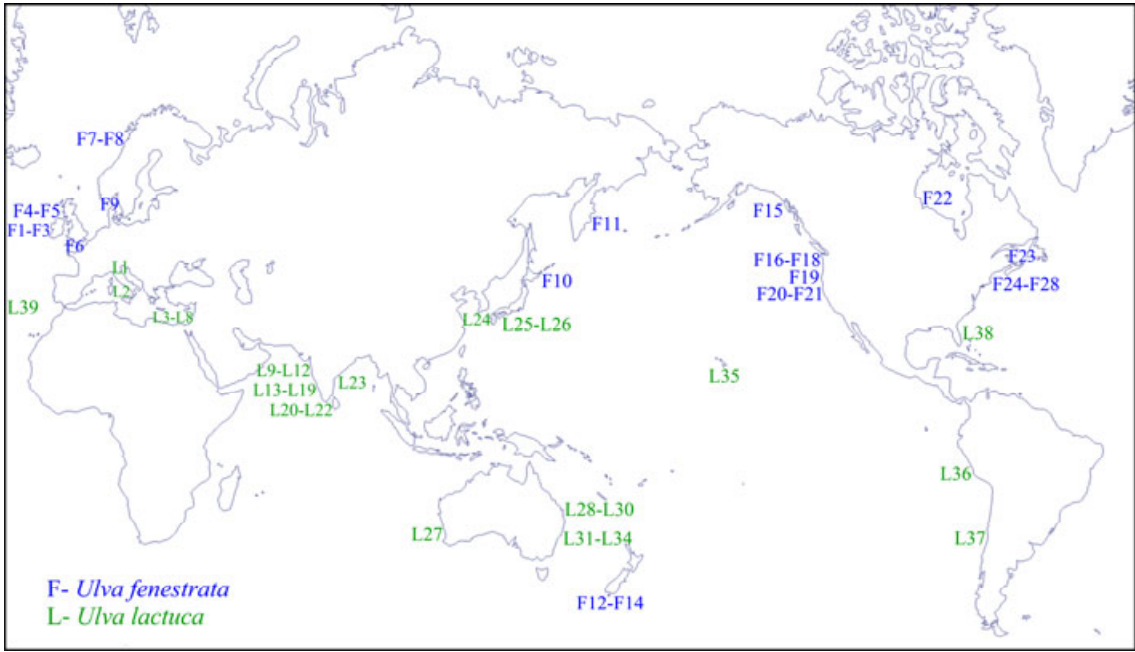 F7-F8
F4-F5
F9
F22
F15
F1-F3
F11
F6
F16-F18
F23
L1
F19
F10
F24-F28
L2
F20-F21
L39
L3-L8
L24
L25-L26
L38
L9-L12
L35
L23
L13-L19
L20-L22
L36
L28-L30
L27
L31-L34
L37
F- Ulva fenestrata
F12-F14
L- Ulva lactuca